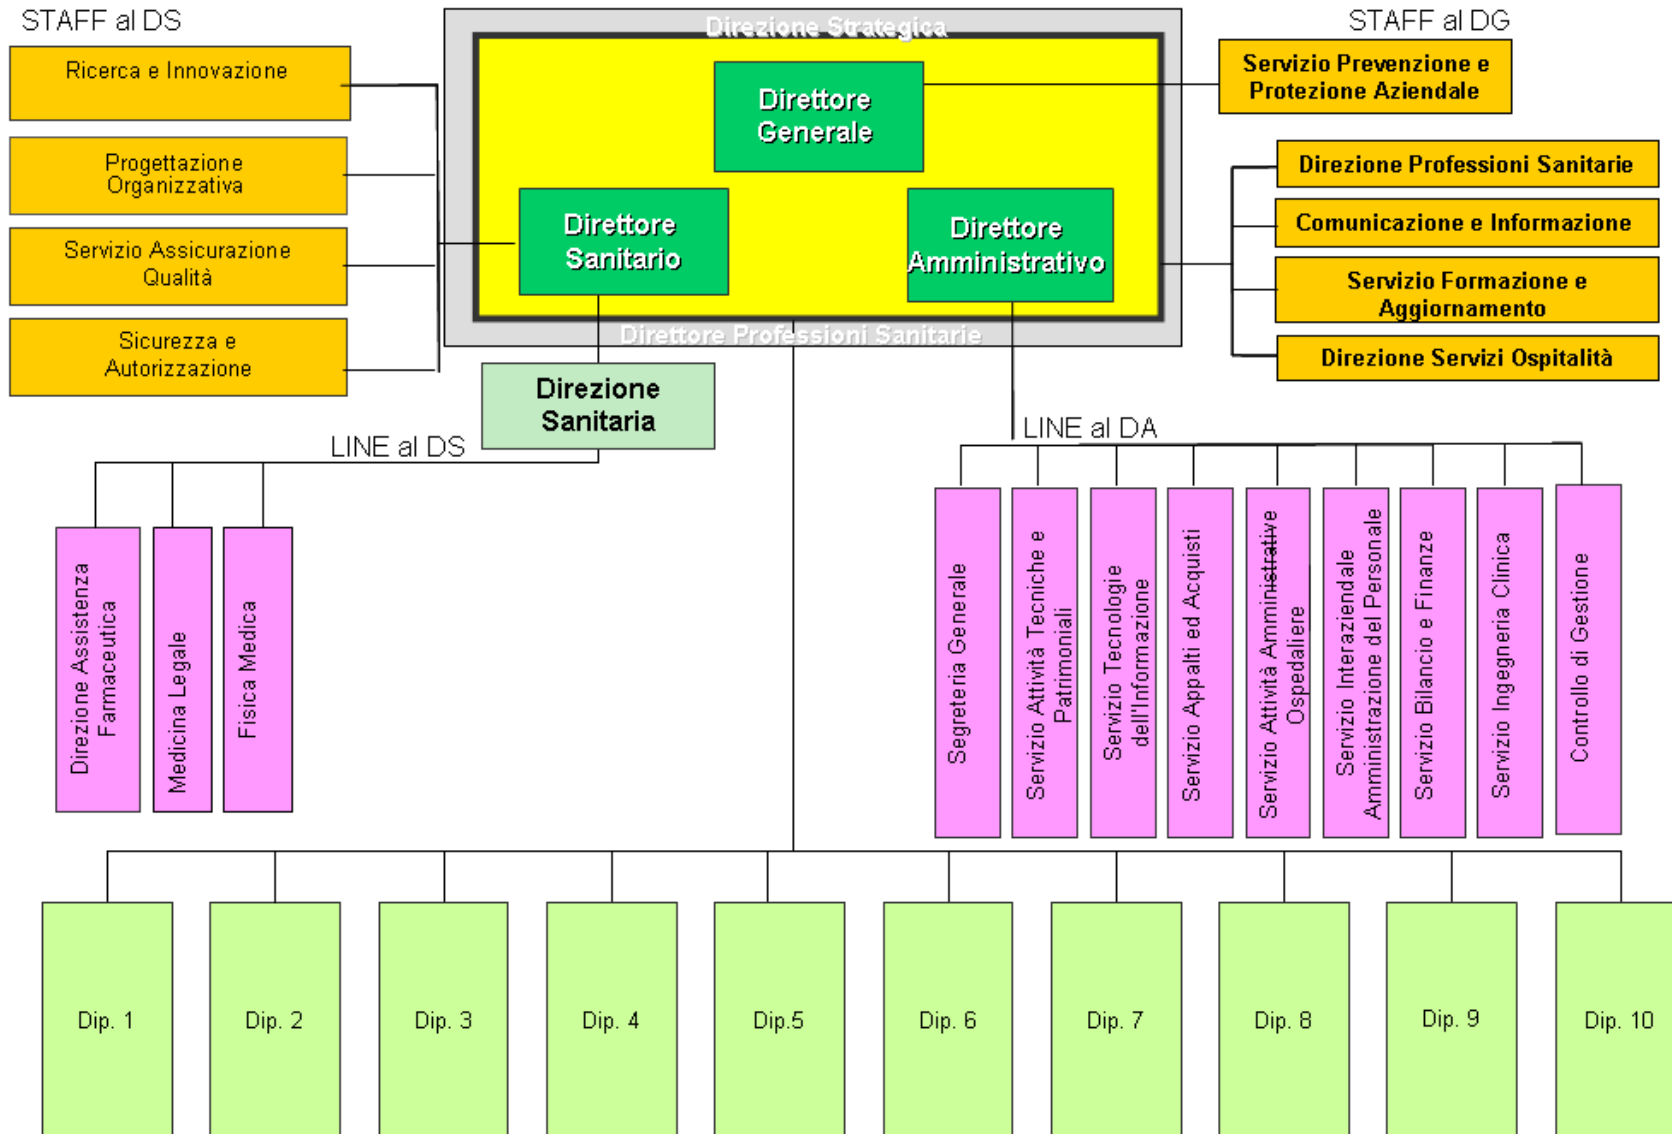 STAFF al DS
Direzione Strategica
STAFF al DG
Ricerca e Innovazione
Progettazione
Organizzativa
Servizio Assicurazione
Qualità
Sicurezza e
Autorizzazione
Direttore
Generale
Direttore
Sanitario
Direttore
Amministrativo
Direttore Professioni Sanitarie
Servizio Prevenzione e
Protezione Aziendale
Direzione Professioni Sanitarie
Comunicazione e Informazione
Servizio Formazione e
Aggiornamento
Direzione Servizi Ospitalità
Direzione
Sanitaria
LINE al DS
LINE al DA
Direzione Assistenza
Farmaceutica
Medicina Legale
Fisica Medica
Segreteria Generale
Servizio Attività Tecniche e
Patrimoniali
Servizio Tecnologie
dell'Informazione
Servizio Appalti ed Acquisti
Servizio Attività Amministrative
Ospedaliere
Servizio Interaziendale
Amministrazione del Personale
Servizio Bilancio e Finanze
Servizio Ingegneria Clinica
Controllo di Gestione
Dip. 1
Dip. 2
Dip. 3
Dip. 4
Dip.5
Dip. 6
Dip. 7
Dip. 8
Dip. 9
Dip. 10